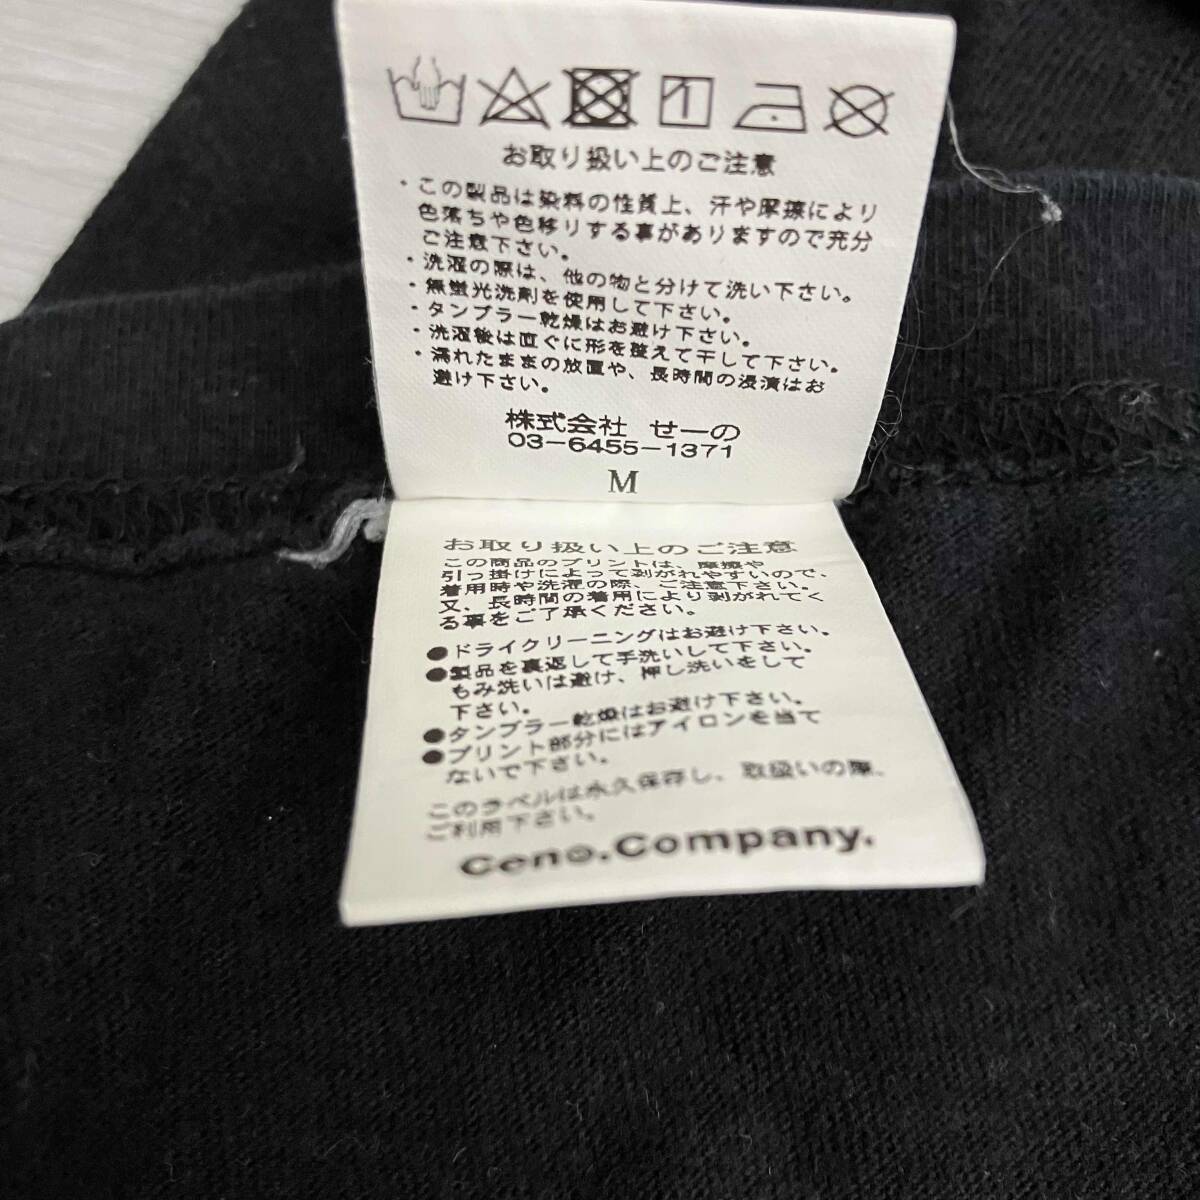 お取り扱い上のご注意
・この製品は染料の性質上、汗や摩擦により
色落ちや色移りする事がありますので充分
ご注意下さい。
・洗濯の際は、他の物と分けて洗い下さい。
・無蛍光洗剤を使用して下さい。
・タンブラー乾燥はお避け下さい。
・洗濯後は直ぐに形を整えて干して下さい。
・濡れたままの放置や、長時間の浸漬はお
避け下さい。
株式会社 せーの
03-6455-1371
M
お取り扱い上のご注意
この商品のプリントは、摩擦や
引っ掛けによって剥がれやすいので、
着用時や洗濯の際、ご注意下さい。
又、長時間の着用により剥がれてく
る事をご了承ください。
●ドライクリーニングはお避け下さい。
●製品を裏返して手洗いして下さい。
もみ洗いは避け、押し洗いをして
下さい。
●タンブラー乾燥はお避け下さい。
●プリント部分にはアイロンを当て
ないで下さい。
このラベルは永久保存し、取扱いの際、
ご利用下さい。
Ceno.Company.